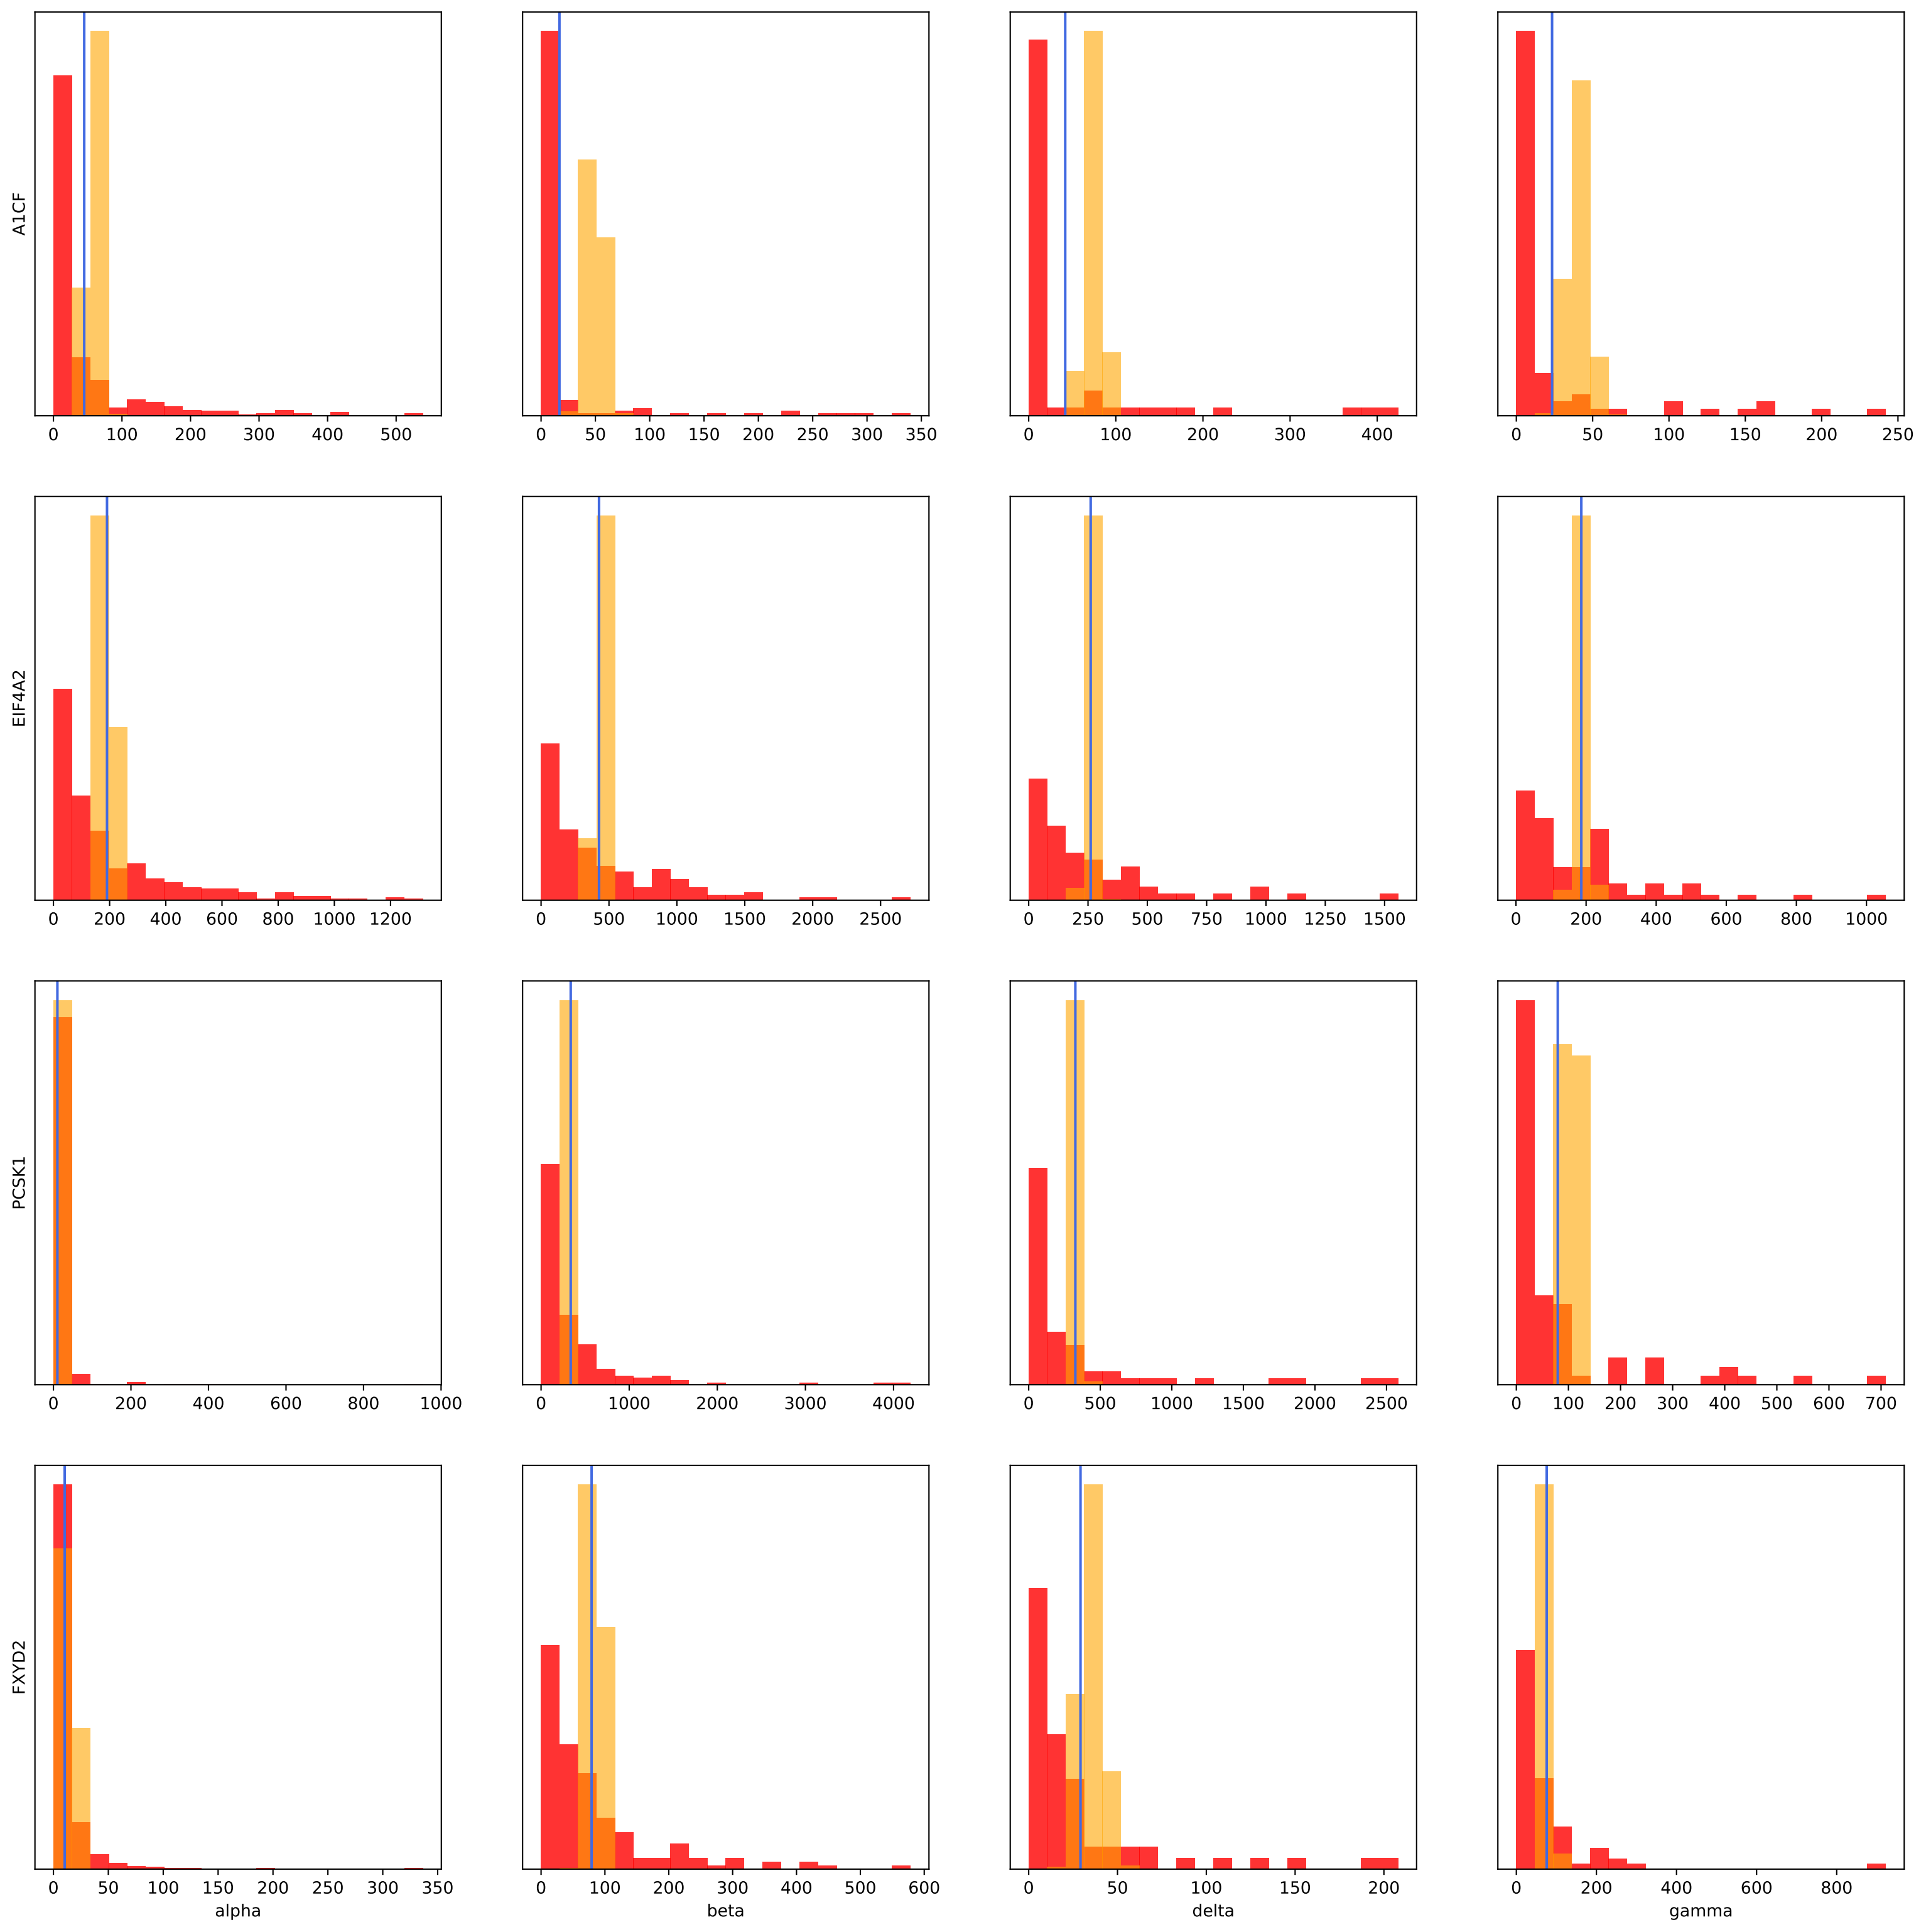 A1CF
0 100 200 300 400 500
0 50 100 150 200 250 300 350
0 100 200 300 400
0 50 100 150 200 250
EIF4A2
0 200 400 600 800 1000 1200
0 500 1000 1500 2000 2500
0 250 500 750 1000 1250 1500
0 200 400 600 800 1000
PCSK1
0 200 400 600 800 1000
0 1000 2000 3000 4000
0 500 1000 1500 2000 2500
0 100 200 300 400 500 600 700
FXYD2
0 50 100 150 200 250 300 350
0 100 200 300 400 500 600
0 50 100 150 200
0 200 400 600 800
alpha
beta
delta
gamma